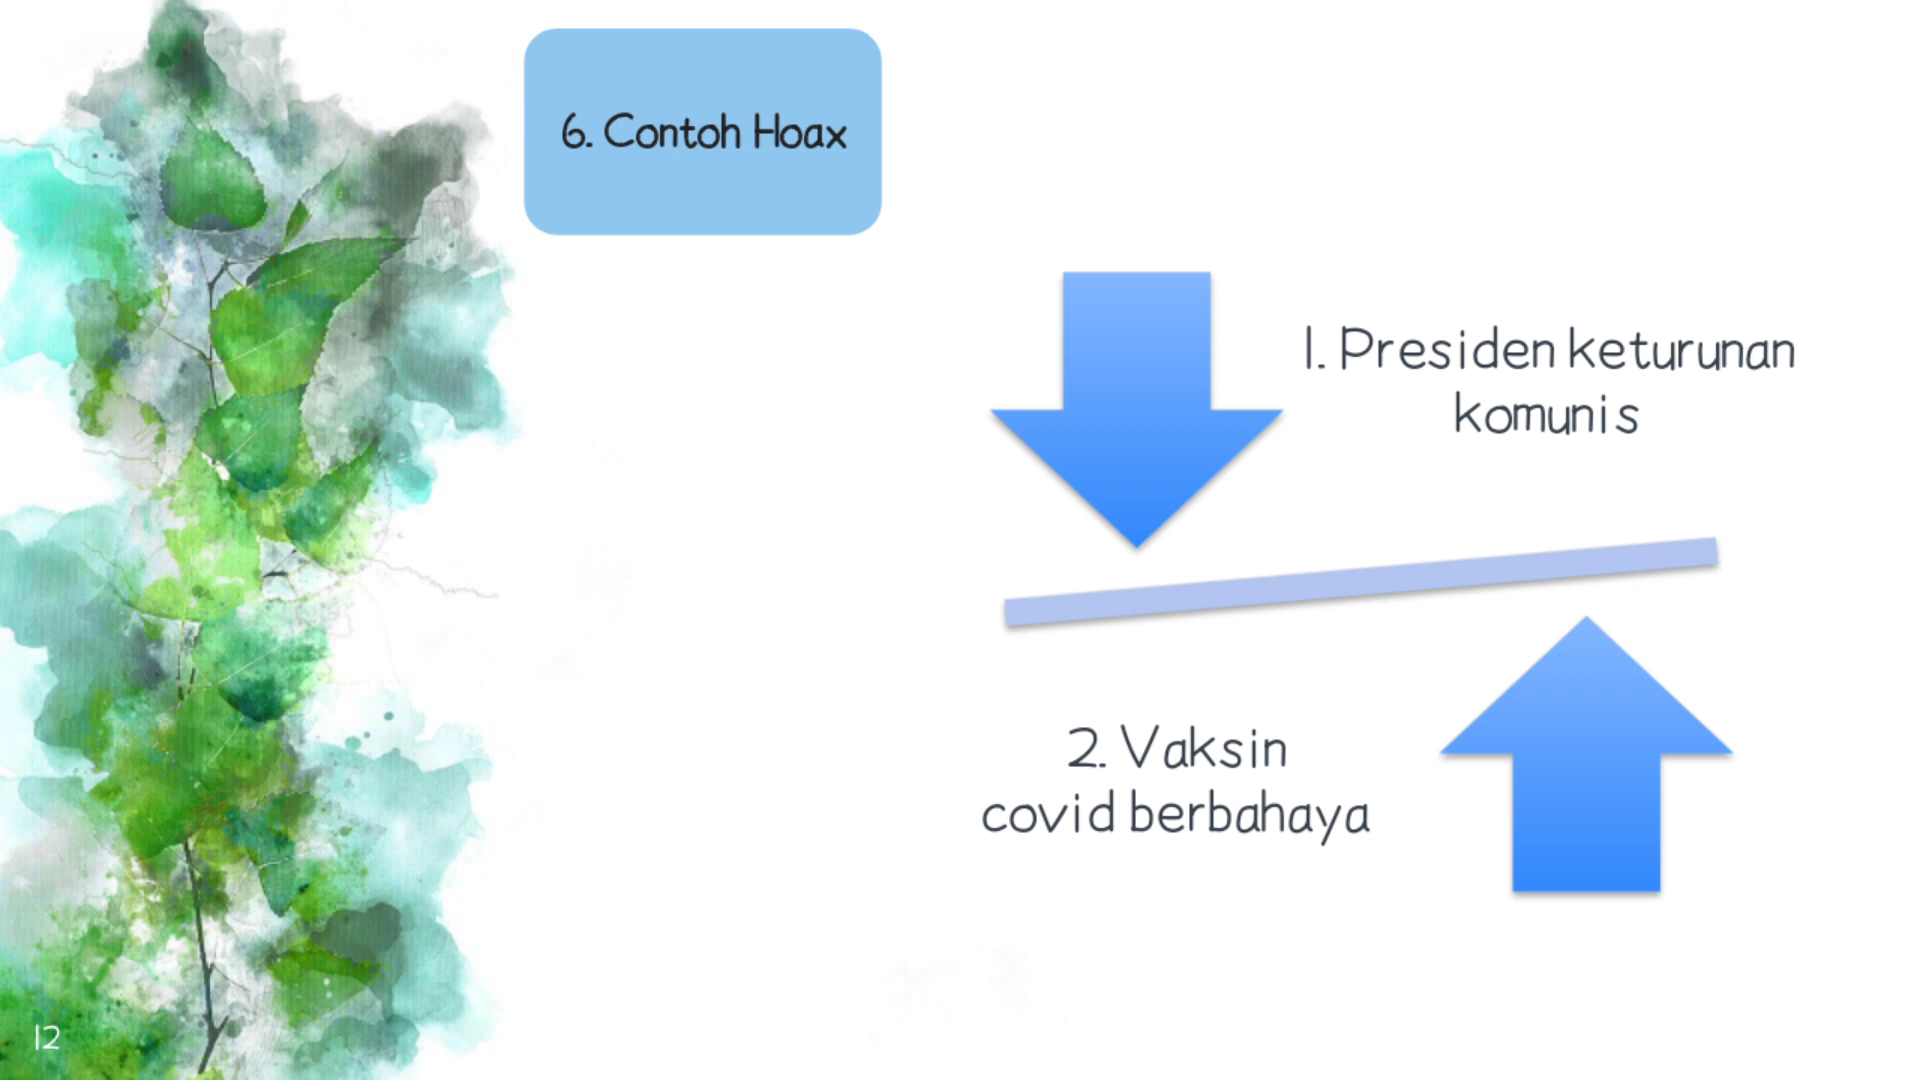 6. Contoh Hoax
1. Presiden keturunan
komunis
2. Vaksin
covid berbahaya
12